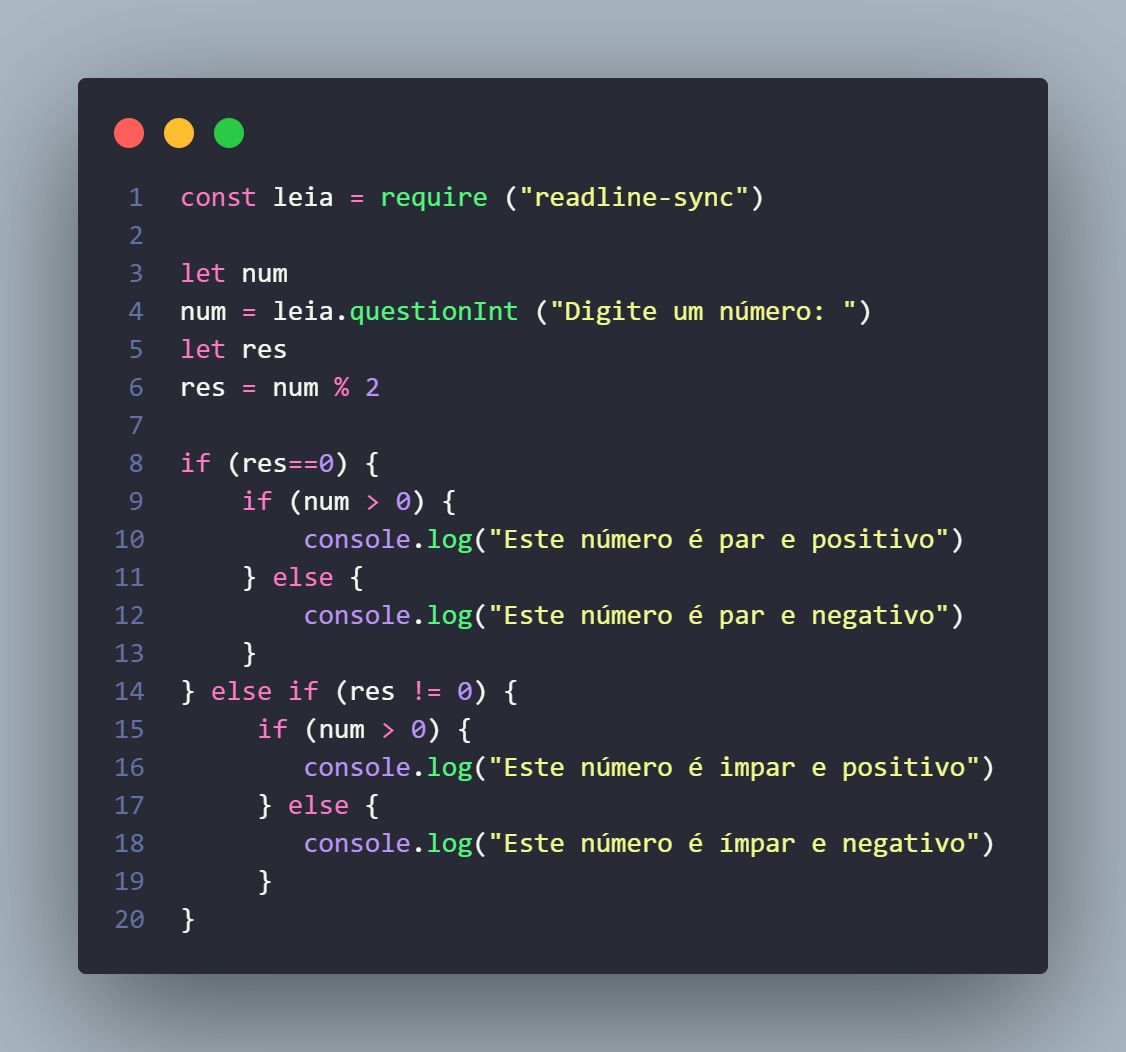 1 const leia = require ("readline-sync")
2
3 let num
4 num = leia.questionInt ("Digite um número: ")
5 let res
6 res = num % 2
7
8 if (res==0) {
9     if (num > 0) {
10         console.log("Este número é par e positivo")
11     } else {
12         console.log("Este número é par e negativo")
13     }
14 } else if (res != 0) {
15      if (num > 0) {
16         console.log("Este número é impar e positivo")
17      } else {
18         console.log("Este número é ímpar e negativo")
19      }
20 }